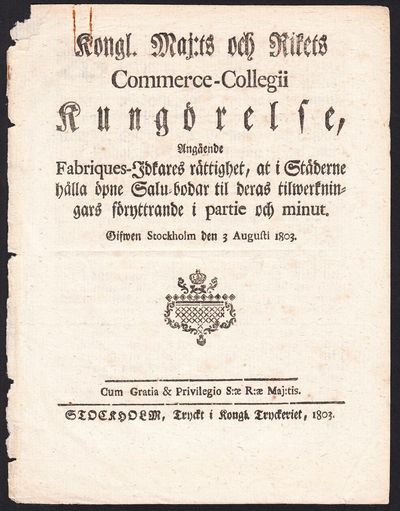 Kongl. Maj:ts och Rikets
Commerce-Collegii
Kungörelse,
Angående
Fabriques-Idkares rättighet, at i Städerne
hålla öpne Salu-bodar til deras tilwerknin-
gars föryttrande i partie och minut.
Gifwen Stockholm den 3 Augusti 1803.
Cum Gratia & Privilegio S:æ R:æ Maj:tis.
STOCKHOLM, Tryckt i Kongl. Tryckeriet, 1803.